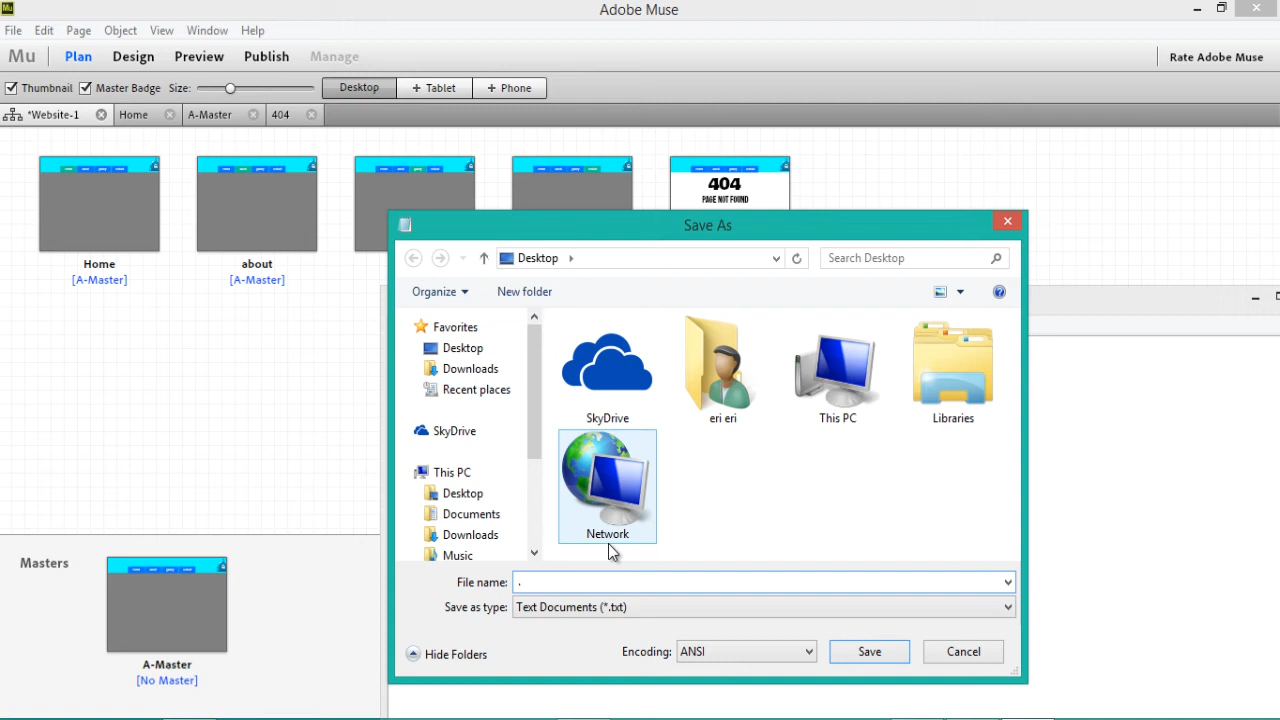 Mu
Adobe Muse
File Edit Page Object View Window Help
Mu Plan Design Preview Publish Manage Rate Adobe Muse
Thumbnail Master Badge Size: Desktop + Tablet + Phone
*Website-1 Home A-Master 404
404
PAGE NOT FOUND
Home about
[A-Master] [A-Master]
Save As
Desktop Search Desktop
Organize New folder
Favorites
Desktop
Downloads
Recent places
SkyDrive
This PC
Desktop
Documents
Downloads
Music
SkyDrive eri eri This PC Libraries
Network
File name: .
Save as type: Text Documents (*.txt)
Hide Folders Encoding: ANSI Save Cancel
Masters
A-Master
[No Master]